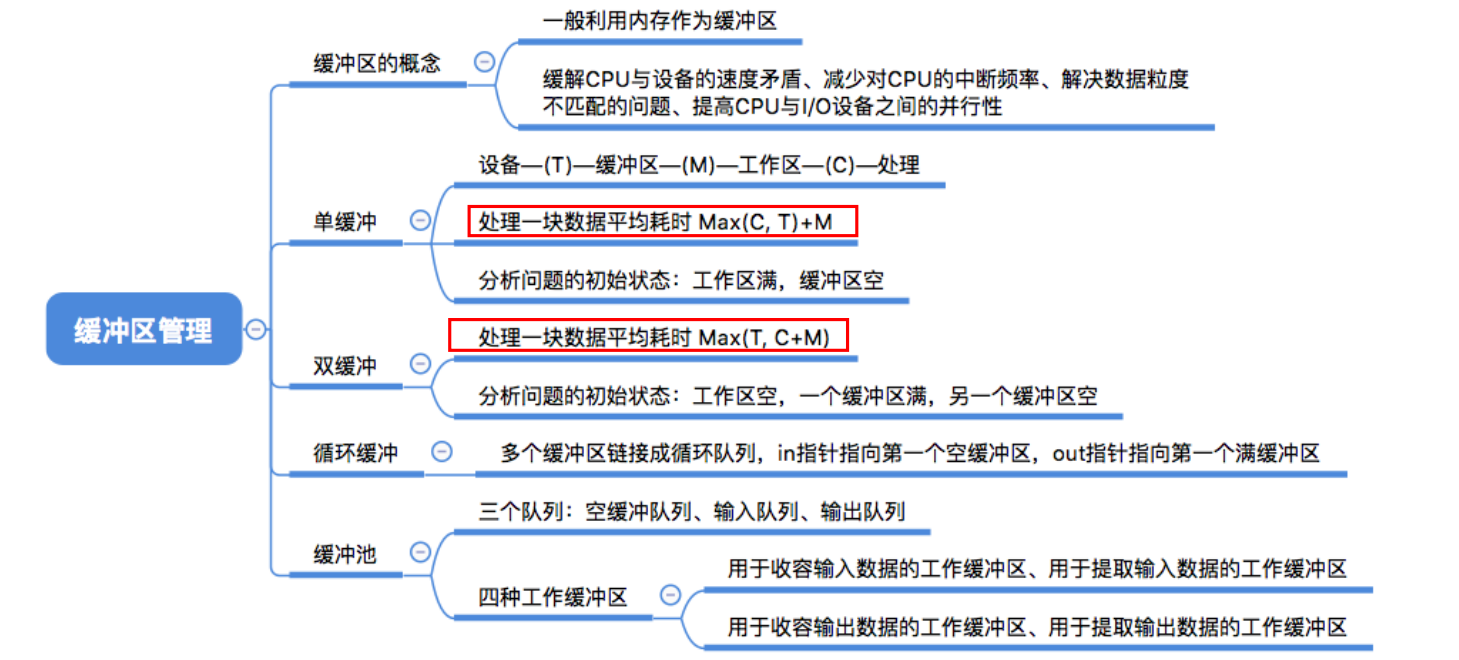 缓冲区管理
缓冲区的概念
一般利用内存作为缓冲区
缓解CPU与设备的速度矛盾、减少对CPU的中断频率、解决数据粒度
不匹配的问题、提高CPU与I/O设备之间的并行性
单缓冲
设备—(T)—缓冲区—(M)—工作区—(C)—处理
处理一块数据平均耗时 Max(C, T)+M
分析问题的初始状态：工作区满，缓冲区空
双缓冲
处理一块数据平均耗时 Max(T, C+M)
分析问题的初始状态：工作区空，一个缓冲区满，另一个缓冲区空
循环缓冲
多个缓冲区链接成循环队列，in指针指向第一个空缓冲区，out指针指向第一个满缓冲区
缓冲池
三个队列：空缓冲队列、输入队列、输出队列
四种工作缓冲区
用于收容输入数据的工作缓冲区、用于提取输入数据的工作缓冲区
用于收容输出数据的工作缓冲区、用于提取输出数据的工作缓冲区